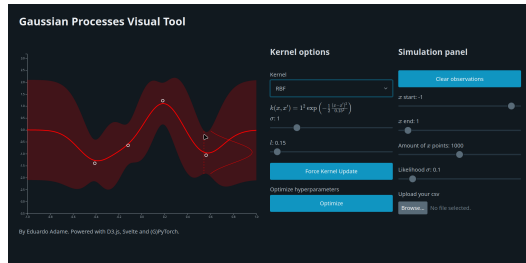 Gaussian Processes Visual Tool
Kernel options
Simulation panel
Kernel
RBF
Clear observations
x start: -1
k(x, x') = 1² exp
σ: 1
x end: 1
Amount of x points: 1000
ℓ: 0.15
Force Kernel Update
Likelihood σ: 0.1
Optimize hyperparameters
Optimize
Upload your csv
Browse... No file selected.
By Eduardo Adame. Powered with D3.js, Svelte and (G)PyTorch.